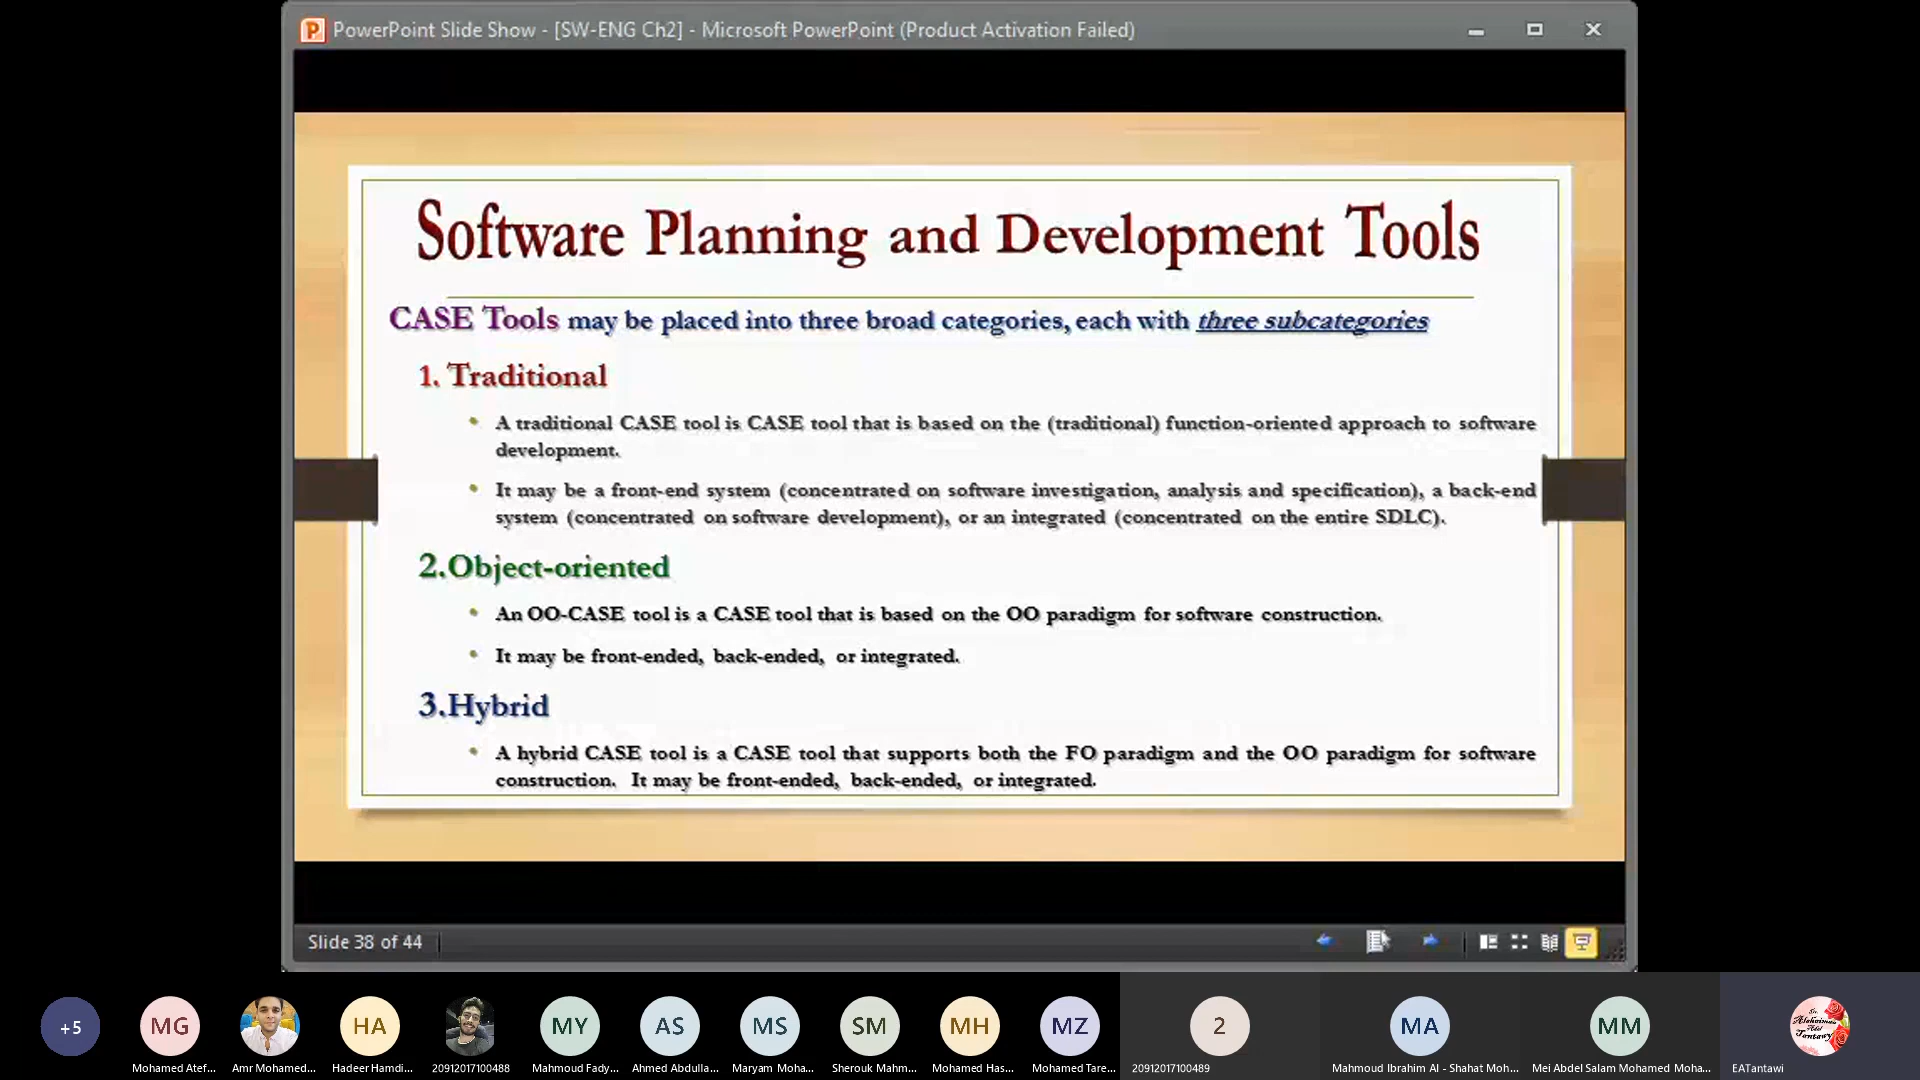 PowerPoint Slide Show - [SW-ENG Ch2] - Microsoft PowerPoint (Product Activation Failed)
Software Planning and Development Tools
CASE Tools may be placed into three broad categories, each with three subcategories
1. Traditional
• A traditional CASE tool is CASE tool that is based on the (traditional) function-oriented approach to software
development.
• It may be a front-end system (concentrated on software investigation, analysis and specification), a back-end
system (concentrated on software development), or an integrated (concentrated on the entire SDLC).
2.Object-oriented
• An OO-CASE tool is a CASE tool that is based on the OO paradigm for software construction.
• It may be front-ended, back-ended, or integrated.
3.Hybrid
• A hybrid CASE tool is a CASE tool that supports both the FO paradigm and the OO paradigm for software
construction. It may be front-ended, back-ended, or integrated.
Slide 38 of 44
+5 MG HA MY AS MS SM MH MZ 2 MA MM
Mohamed Atef... Amr Mohamed... Hadeer Hamdi... 20912017100488 Mahmoud Fady... Ahmed Abdulla... Maryam Moha... Sherouk Mahm... Mohamed Has... Mohamed Tare... 20912017100489 Mahmoud Ibrahim Al - Shahat Moh... Mei Abdel Salam Mohamed Moha... EATantawi